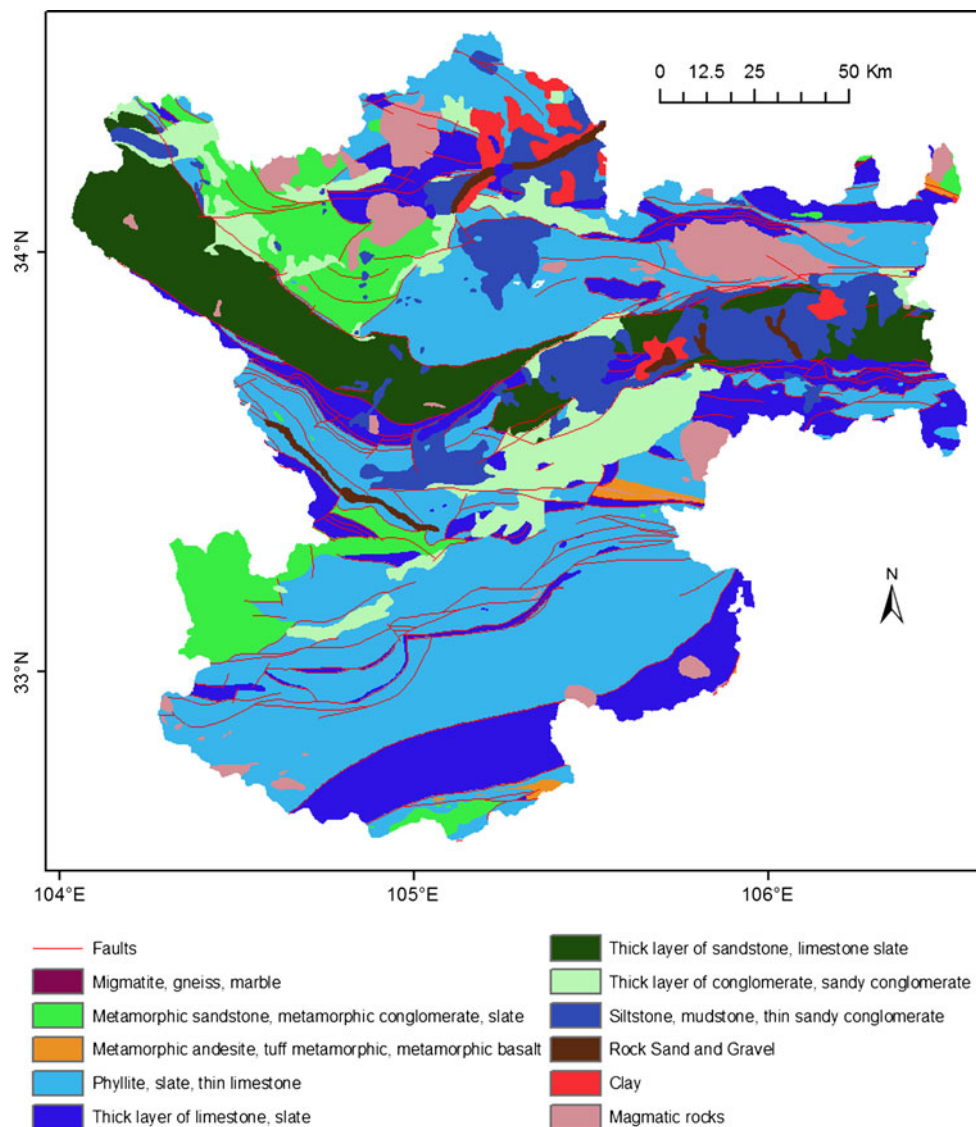 0 12.5 25 50 Km
34°N
N
33°N
104°E 105°E 106°E
Faults
Migmatite, gneiss, marble
Metamorphic sandstone, metamorphic conglomerate, slate
Metamorphic andesite, tuff metamorphic, metamorphic basalt
Phyllite, slate, thin limestone
Thick layer of limestone, slate
Thick layer of sandstone, limestone slate
Thick layer of conglomerate, sandy conglomerate
Siltstone, mudstone, thin sandy conglomerate
Rock Sand and Gravel
Clay
Magmatic rocks